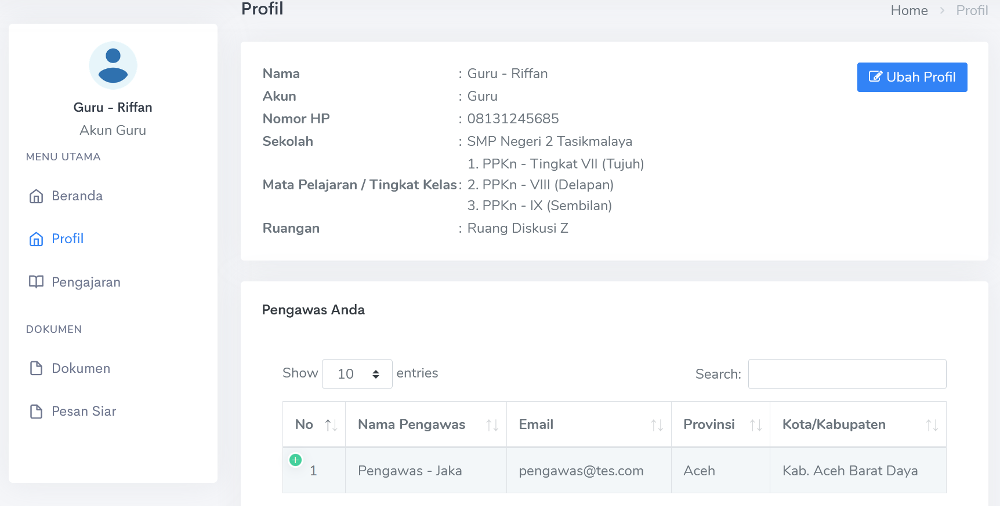 Profil
Home > Profil
Guru - Riffan
Akun Guru
MENU UTAMA
Beranda
Profil
Pengajaran
DOKUMEN
Dokumen
Pesan Siar
Nama : Guru - Riffan
Ubah Profil
Akun : Guru
Nomor HP : 08131245685
Sekolah : SMP Negeri 2 Tasikmalaya
1. PPKn - Tingkat VII (Tujuh)
Mata Pelajaran / Tingkat Kelas : 2. PPKn - VIII (Delapan)
3. PPKn - IX (Sembilan)
Ruangan : Ruang Diskusi Z
Pengawas Anda
Show 10 entries
Search:
No Nama Pengawas Email Provinsi Kota/Kabupaten
1 Pengawas - Jaka pengawas@tes.com Aceh Kab. Aceh Barat Daya